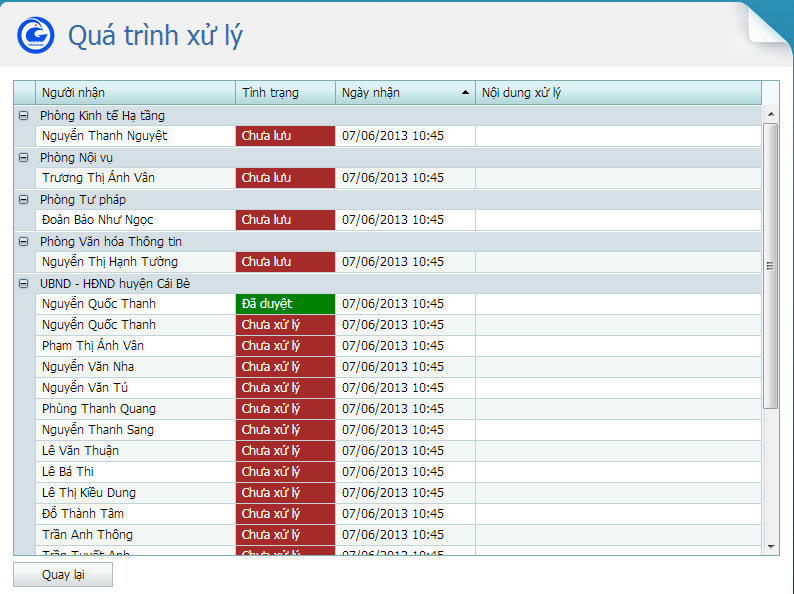 Quá trình xử lý
Người nhận Tình trạng Ngày nhận Nội dung xử lý
Phòng Kinh tế Hạ tầng
Nguyễn Thanh Nguyệt Chưa lưu 07/06/2013 10:45
Phòng Nội vụ
Trương Thị Ánh Vân Chưa lưu 07/06/2013 10:45
Phòng Tư pháp
Đoàn Bảo Như Ngọc Chưa lưu 07/06/2013 10:45
Phòng Văn hóa Thông tin
Nguyễn Thị Hạnh Tường Chưa lưu 07/06/2013 10:45
UBND - HĐND huyện Cái Bè
Nguyễn Quốc Thanh Đã duyệt 07/06/2013 10:45
Nguyễn Quốc Thanh Chưa xử lý 07/06/2013 10:45
Phạm Thị Ánh Vân Chưa xử lý 07/06/2013 10:45
Nguyễn Văn Nha Chưa xử lý 07/06/2013 10:45
Nguyễn Văn Tú Chưa xử lý 07/06/2013 10:45
Phùng Thanh Quang Chưa xử lý 07/06/2013 10:45
Nguyễn Thanh Sang Chưa xử lý 07/06/2013 10:45
Lê Văn Thuận Chưa xử lý 07/06/2013 10:45
Lê Bá Thi Chưa xử lý 07/06/2013 10:45
Lê Thị Kiều Dung Chưa xử lý 07/06/2013 10:45
Đỗ Thành Tâm Chưa xử lý 07/06/2013 10:45
Trần Anh Thông Chưa xử lý 07/06/2013 10:45
Trần Tuyết Anh Chưa xử lý 07/06/2013 10:45
Quay lại